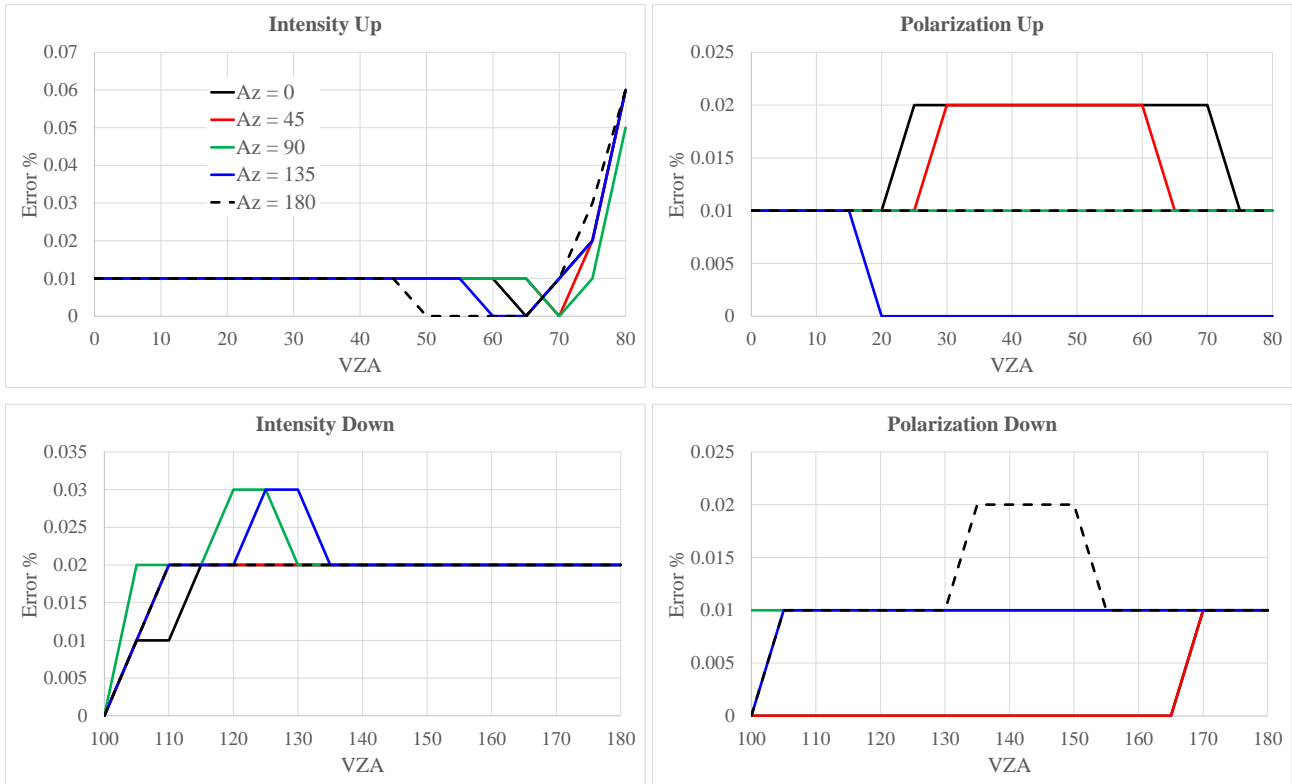 Intensity Up
0.07
0.06
0.05
0.04
0.03
0.02
0.01
0
Error %
Az = 0
Az = 45
Az = 90
Az = 135
Az = 180
0 10 20 30 40 50 60 70 80
VZA
Polarization Up
0.025
0.02
0.015
0.01
0.005
0
Error %
0 10 20 30 40 50 60 70 80
VZA
Intensity Down
0.035
0.03
0.025
0.02
0.015
0.01
0.005
0
Error %
100 110 120 130 140 150 160 170 180
VZA
Polarization Down
0.025
0.02
0.015
0.01
0.005
0
Error %
100 110 120 130 140 150 160 170 180
VZA